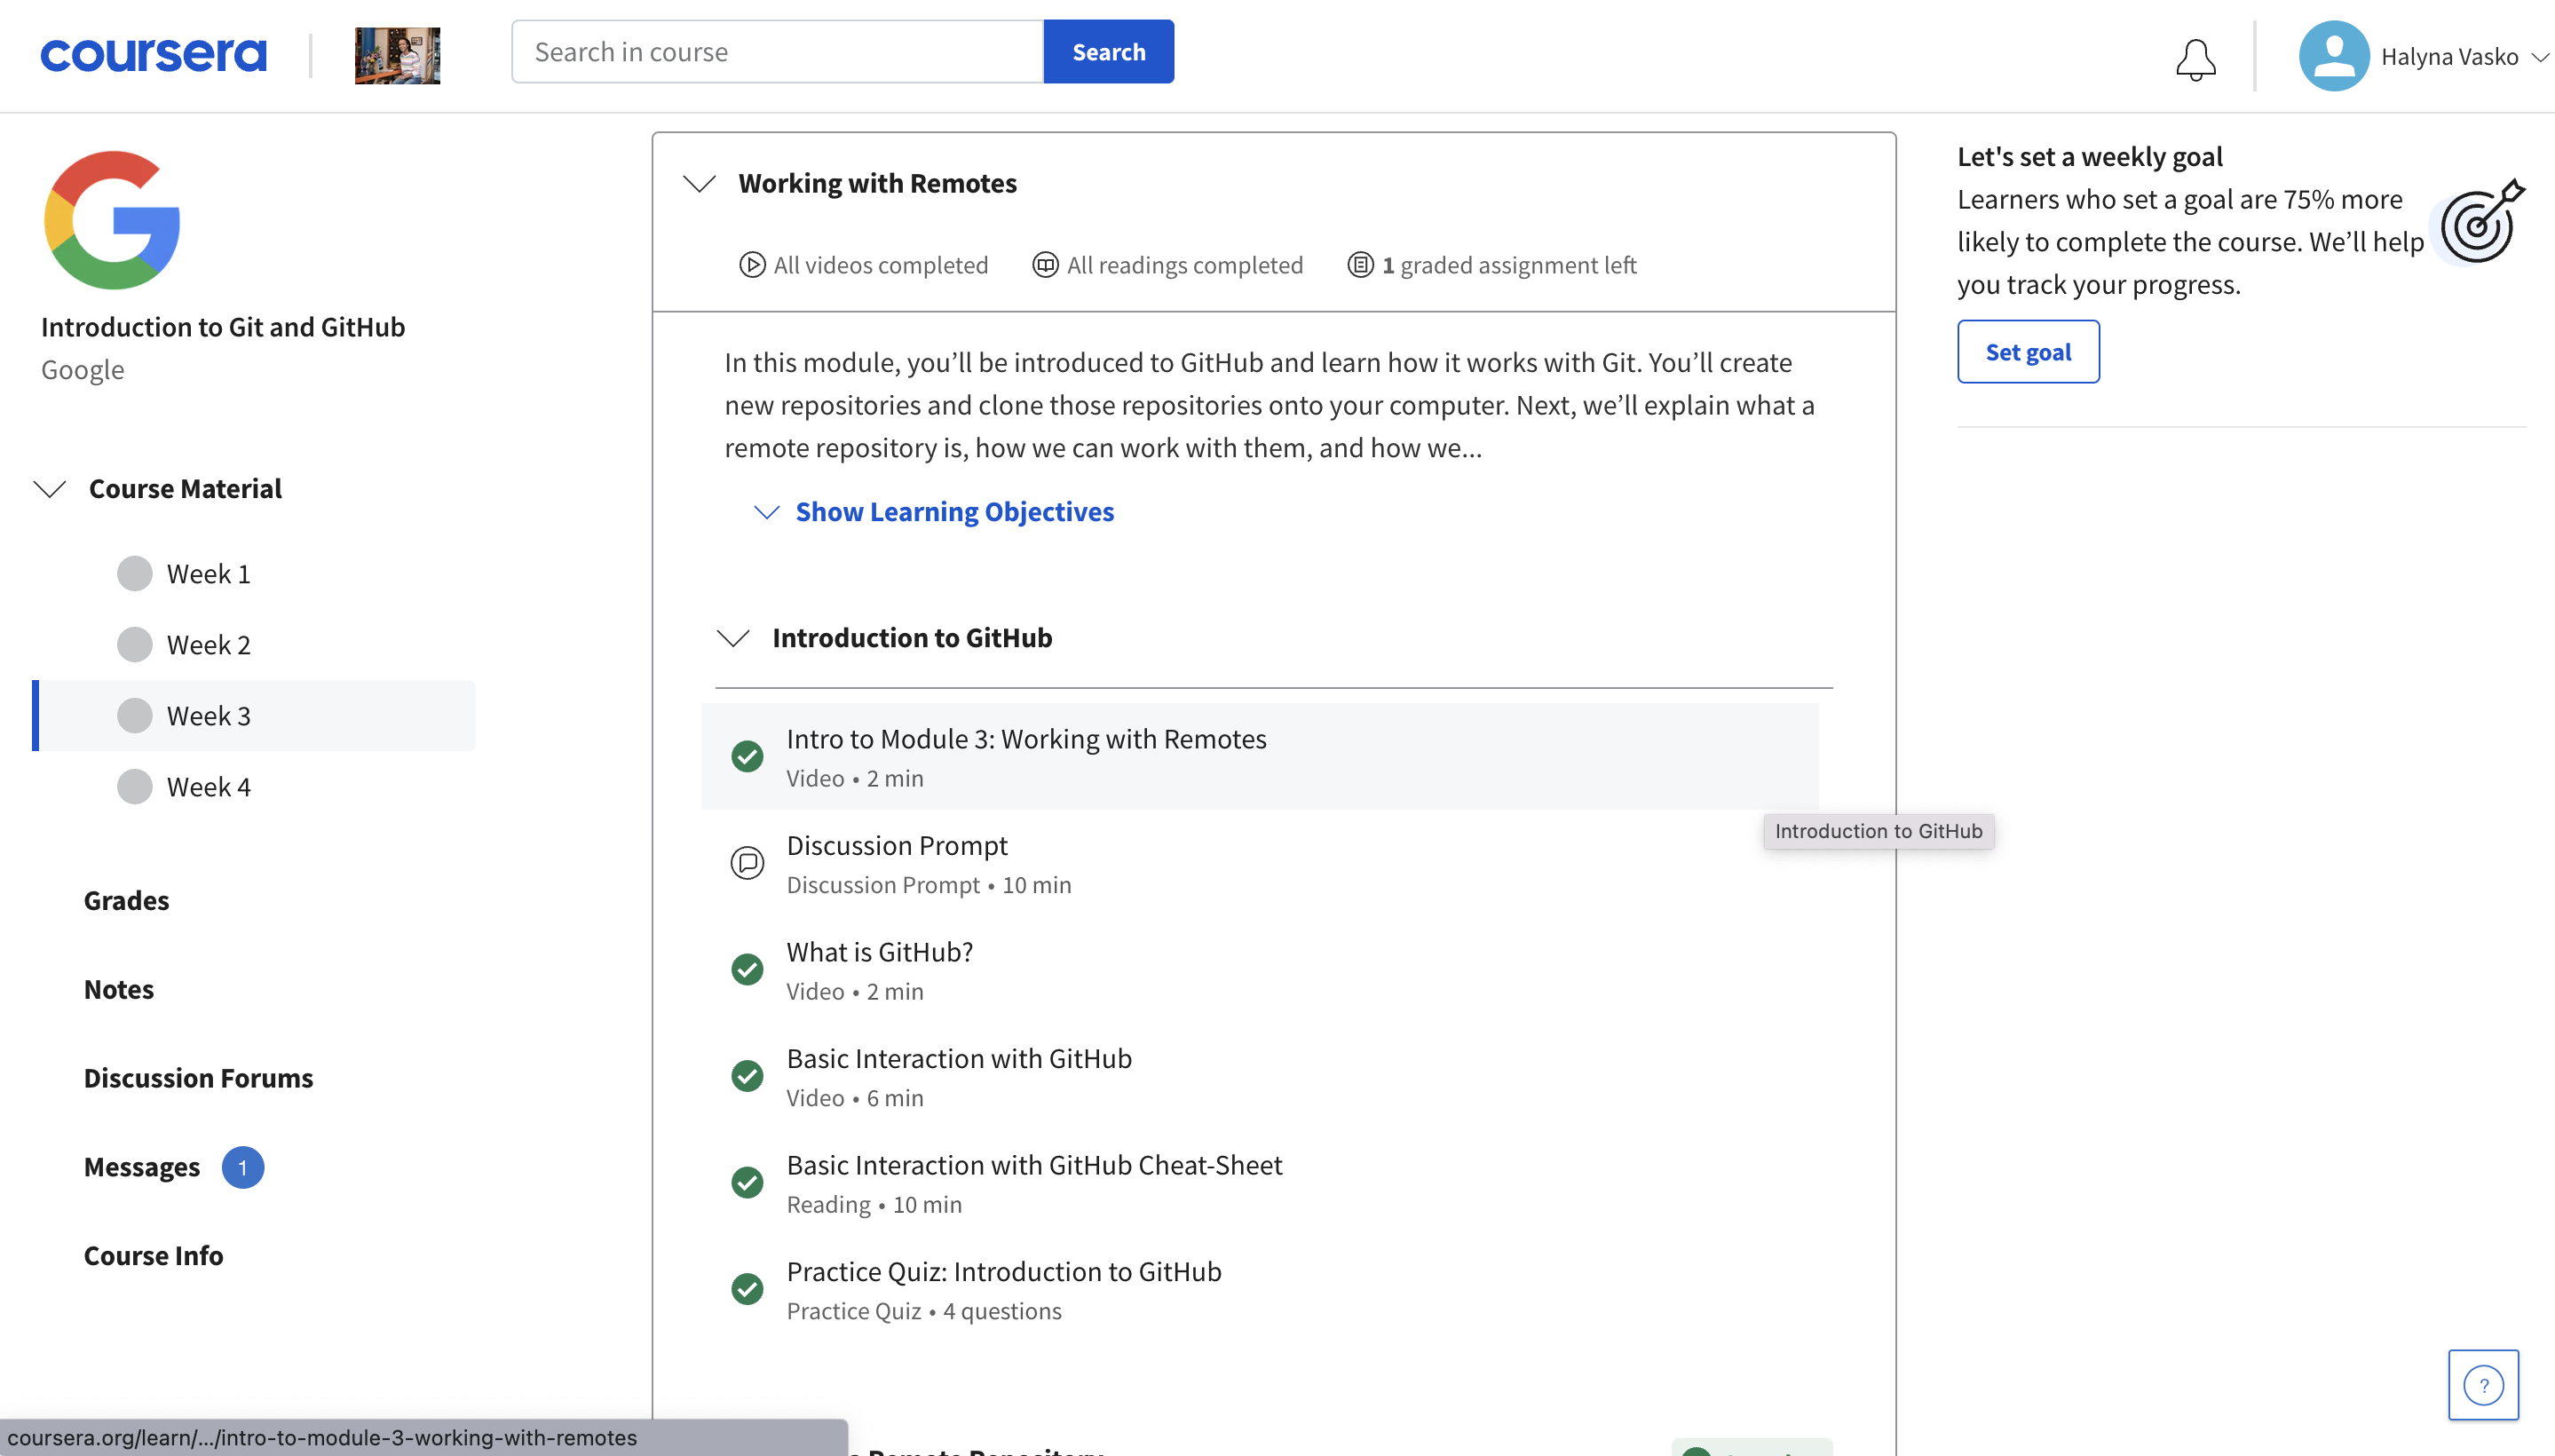 coursera
Search in course
Search
Halyna Vasko
Introduction to Git and GitHub
Google
Course Material
Week 1
Week 2
Week 3
Week 4
Grades
Notes
Discussion Forums
Messages 1
Course Info
Working with Remotes
All videos completed All readings completed 1 graded assignment left
In this module, you’ll be introduced to GitHub and learn how it works with Git. You’ll create
new repositories and clone those repositories onto your computer. Next, we’ll explain what a
remote repository is, how we can work with them, and how we...
Show Learning Objectives
Introduction to GitHub
Intro to Module 3: Working with Remotes
Video • 2 min
Introduction to GitHub
Discussion Prompt
Discussion Prompt • 10 min
What is GitHub?
Video • 2 min
Basic Interaction with GitHub
Video • 6 min
Basic Interaction with GitHub Cheat-Sheet
Reading • 10 min
Practice Quiz: Introduction to GitHub
Practice Quiz • 4 questions
Remote Repository
Let's set a weekly goal
Learners who set a goal are 75% more
likely to complete the course. We’ll help
you track your progress.
Set goal
?
coursera.org/learn/.../intro-to-module-3-working-with-remotes